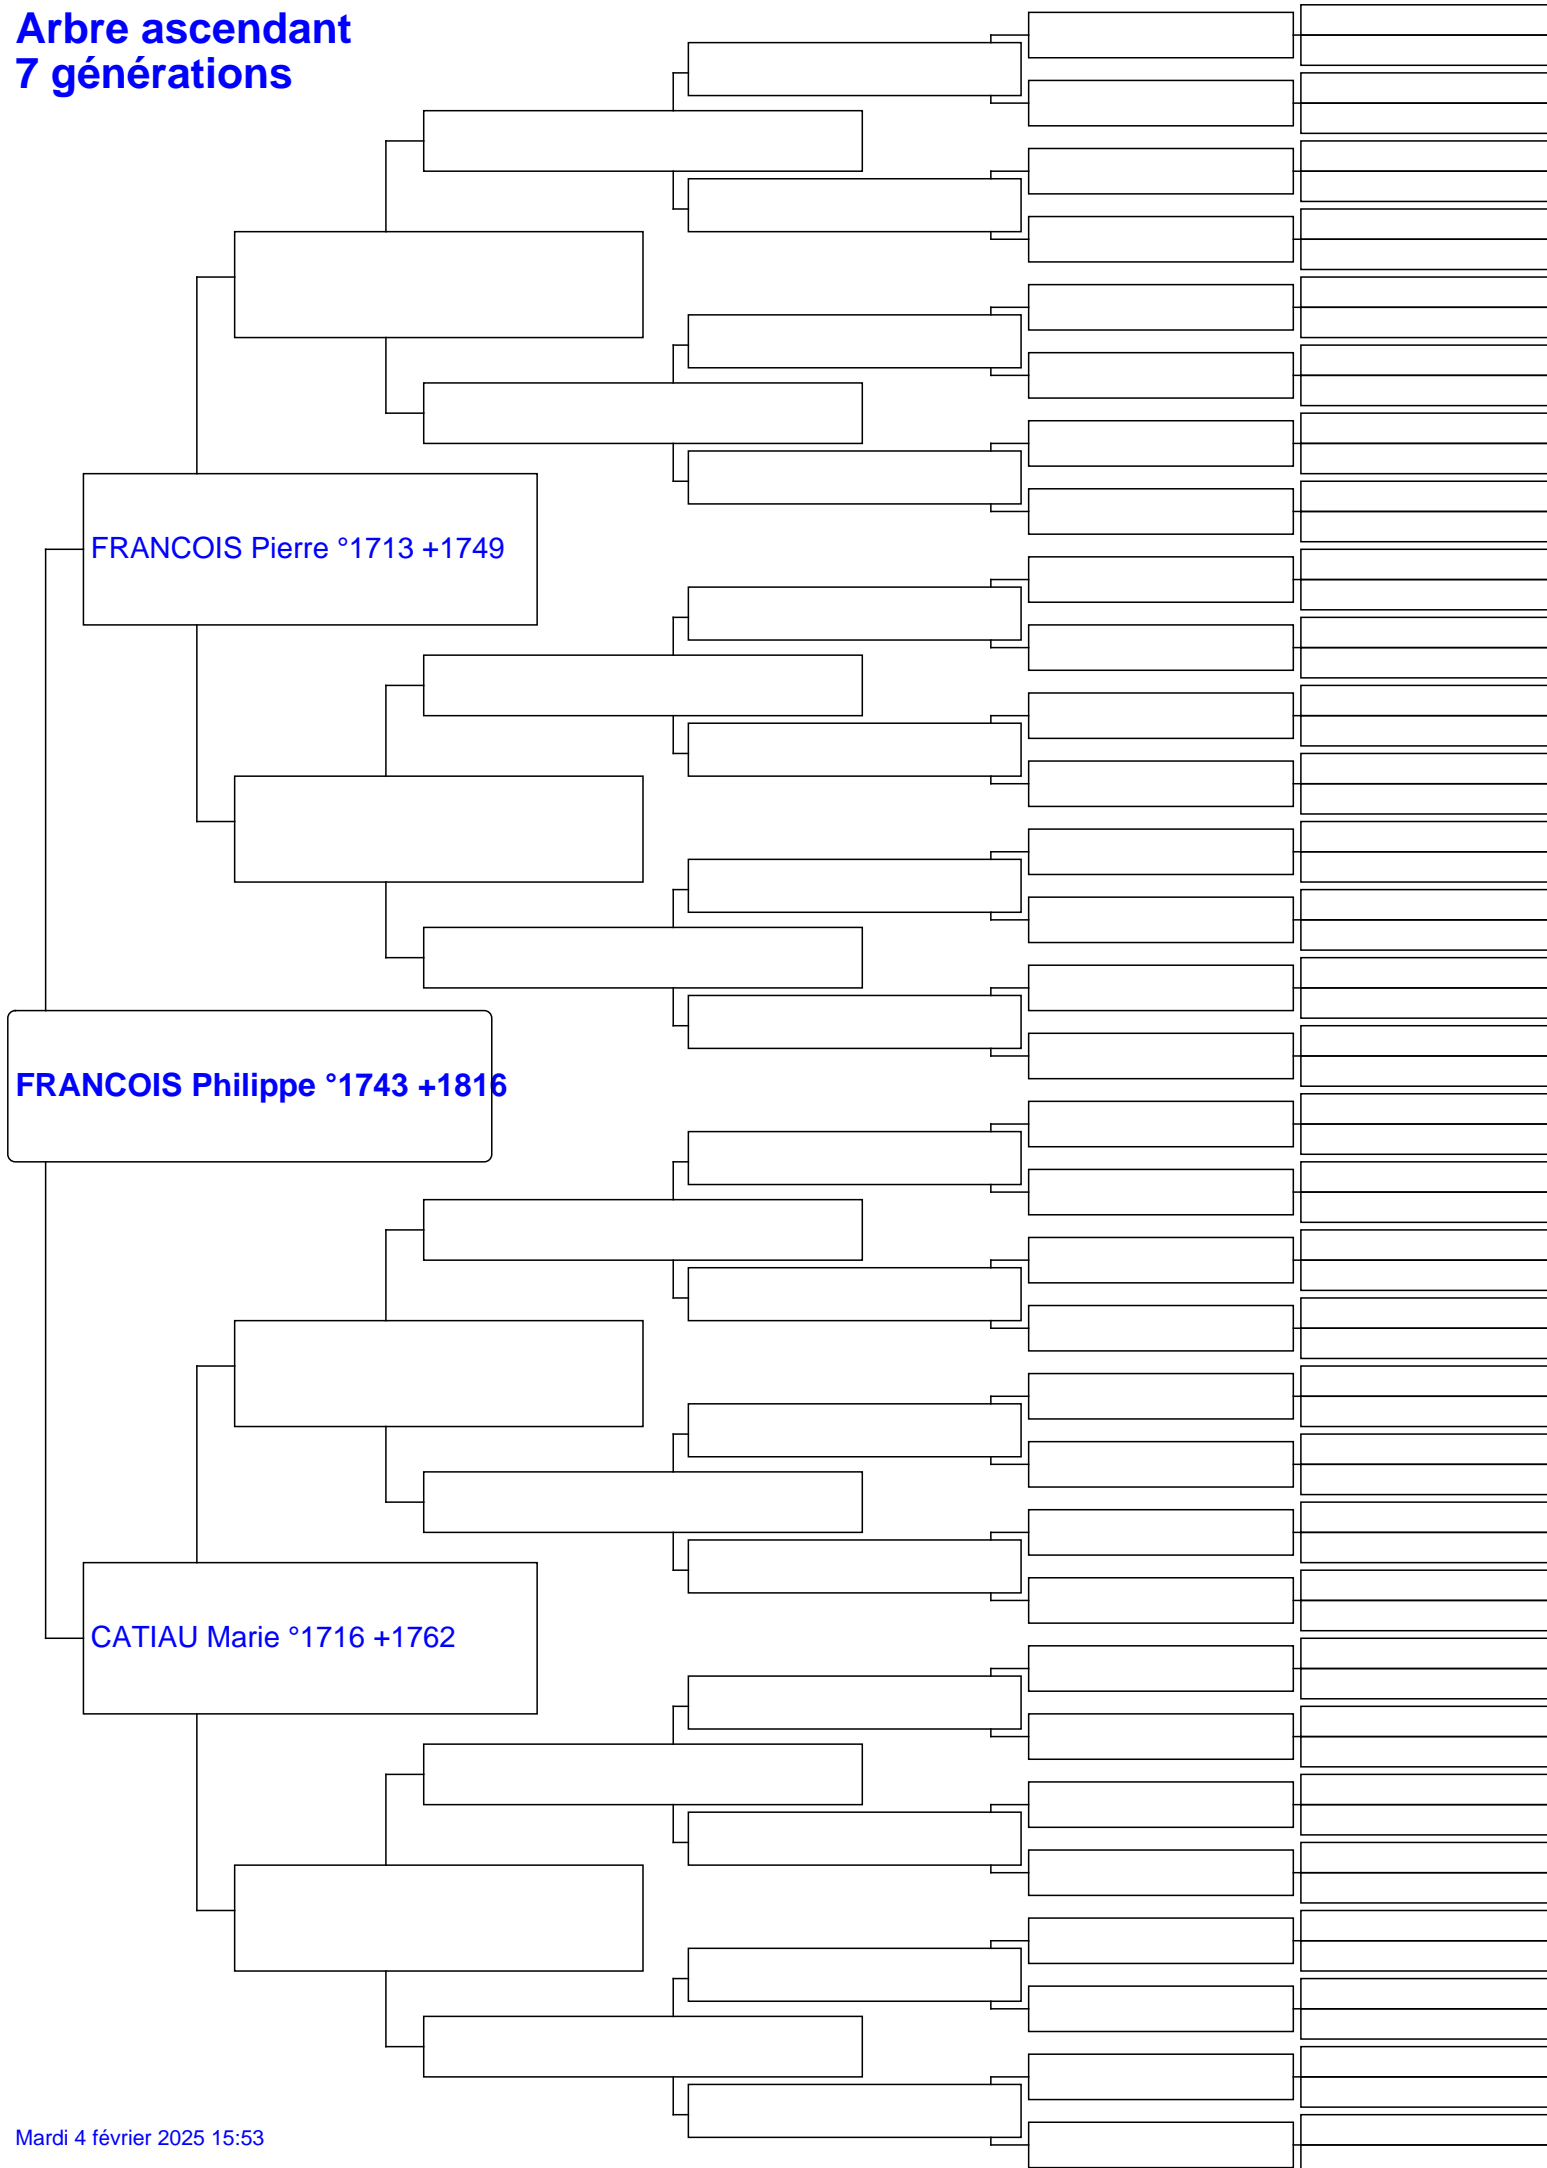 Arbre ascendant
7 générations
FRANCOIS Pierre °1713 +1749
FRANCOIS Philippe °1743 +1816
CATIAU Marie °1716 +1762
Mardi 4 février 2025 15:53